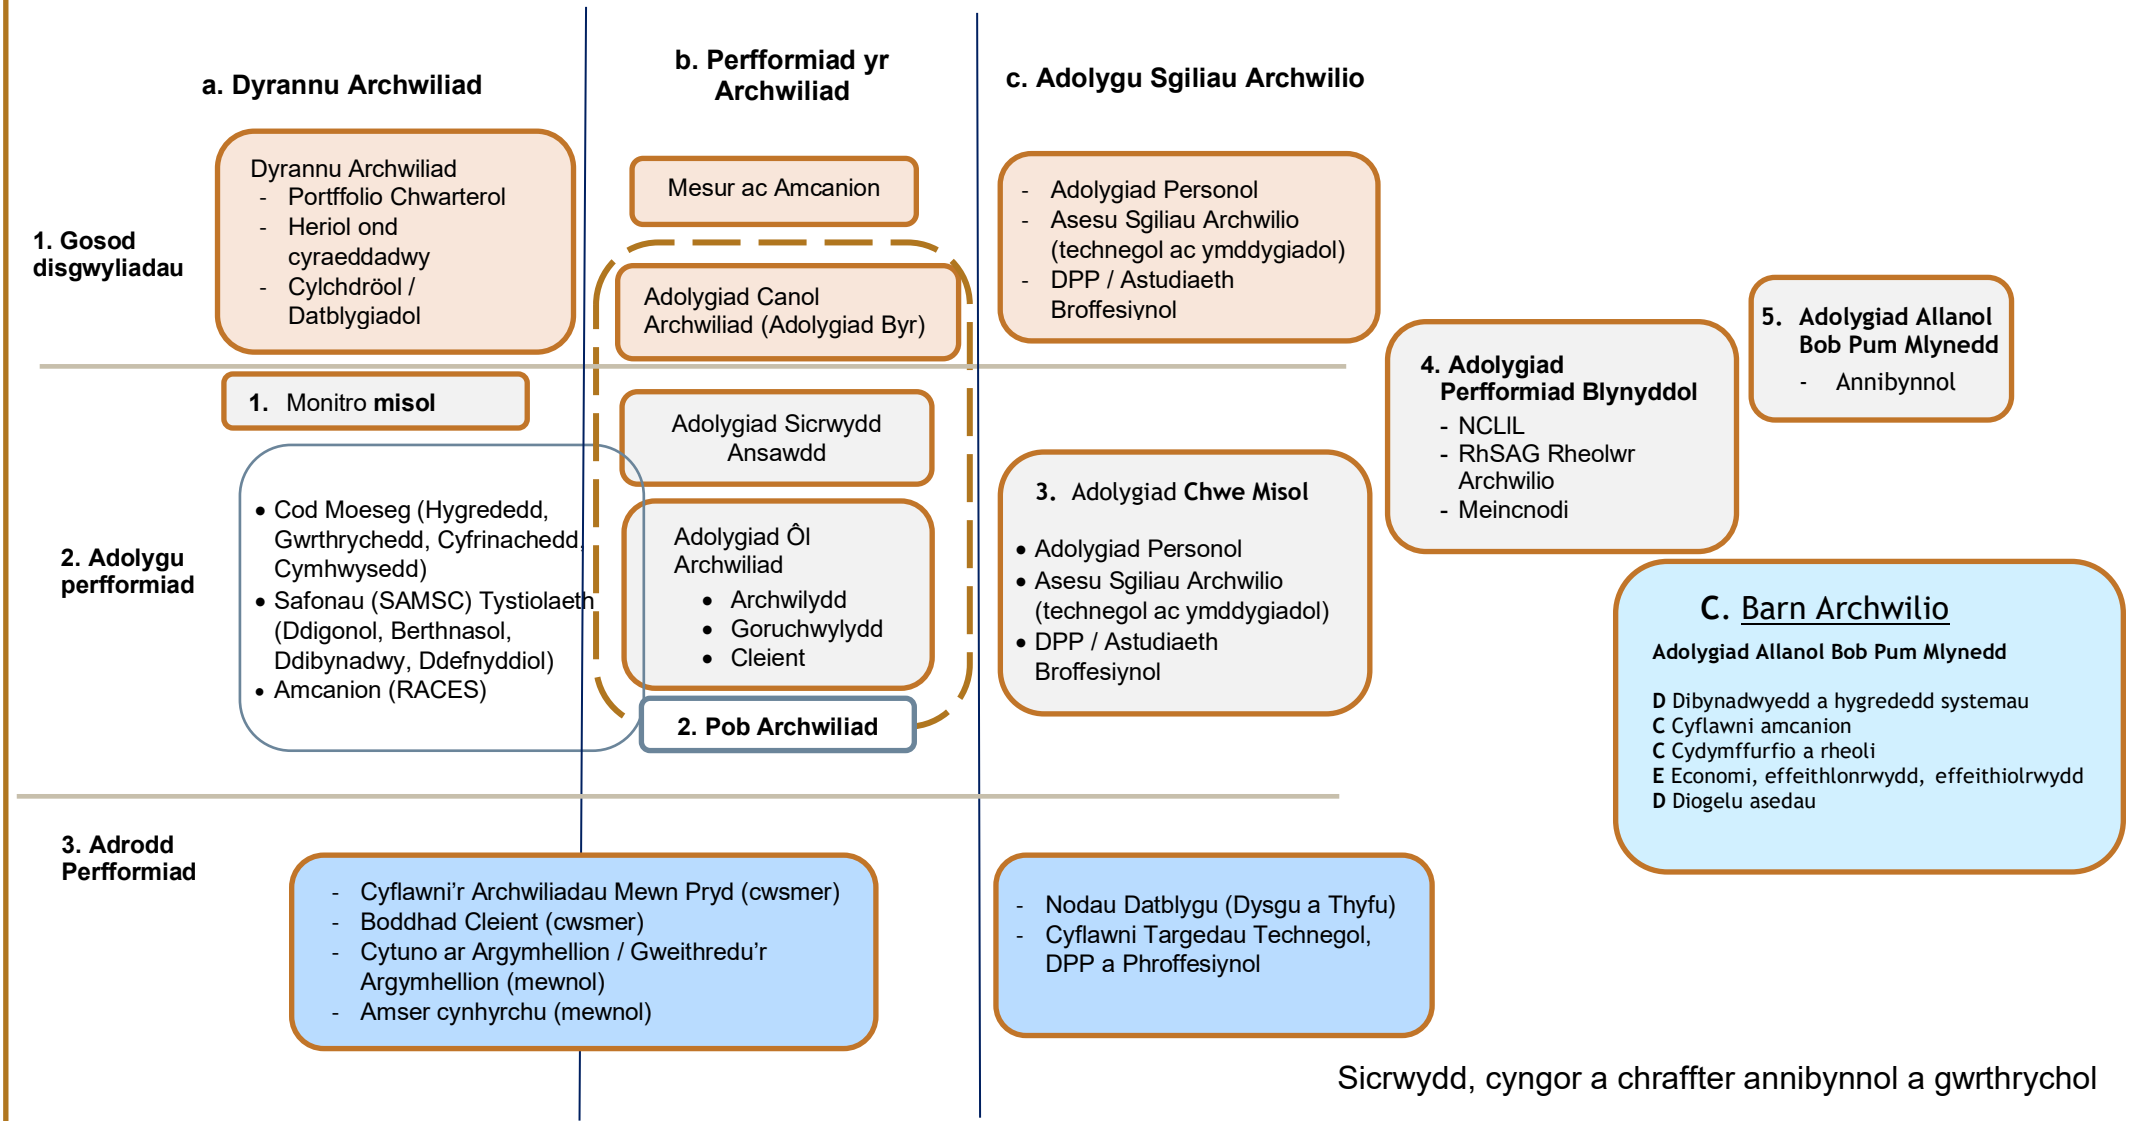 a. Dyrannu Archwiliad
b. Perfformiad yr
Archwiliad
c. Adolygu Sgiliau Archwilio
1. Gosod
disgwyliadau
Dyrannu Archwiliad
- Portffolio Chwarterol
- Heriol ond
cyraeddadwy
- Cylchdröol /
Datblygiadol
Mesur ac Amcanion
Adolygiad Canol
Archwiliad (Adolygiad Byr)
- Adolygiad Personol
- Asesu Sgiliau Archwilio
(technegol ac ymddygiadol)
- DPP / Astudiaeth
Broffesiynol
2. Adolygu
perfformiad
1. Monitro misol
• Cod Moeseg (Hygrededd,
Gwrthrychedd, Cyfrinachedd,
Cymhwysedd)
• Safonau (SAMSC) Tystiolaeth
(Ddigonol, Berthnasol,
Ddibynadwy, Ddefnyddiol)
• Amcanion (RACES)
Adolygiad Sicrwydd
Ansawdd
Adolygiad Ôl
Archwiliad
• Archwilydd
• Goruchwylydd
• Cleient
2. Pob Archwiliad
3. Adolygiad Chwe Misol
• Adolygiad Personol
• Asesu Sgiliau Archwilio
(technegol ac ymddygiadol)
• DPP / Astudiaeth
Broffesiynol
4. Adolygiad
Perfformiad Blynyddol
- NCLIL
- RhSAG Rheolwr
Archwilio
- Meincnodi
5. Adolygiad Allanol
Bob Pum Mlynedd
- Annibynnol
C. Barn Archwilio
Adolygiad Allanol Bob Pum Mlynedd
D Dibynadwyedd a hygrededd systemau
C Cyflawni amcanion
C Cydymffurfio a rheoli
E Economi, effeithlonrwydd, effeithiolrwydd
D Diogelu asedau
3. Adrodd
Perfformiad
- Cyflawni’r Archwiliadau Mewn Pryd (cwsmer)
- Boddhad Cleient (cwsmer)
- Cytuno ar Argymhellion / Gweithredu’r
Argymhellion (mewnol)
- Amser cynhyrchu (mewnol)
- Nodau Datblygu (Dysgu a Thyfu)
- Cyflawni Targedau Technegol,
DPP a Phroffesiynol
Sicrwydd, cyngor a chraffter annibynnol a gwrthrychol